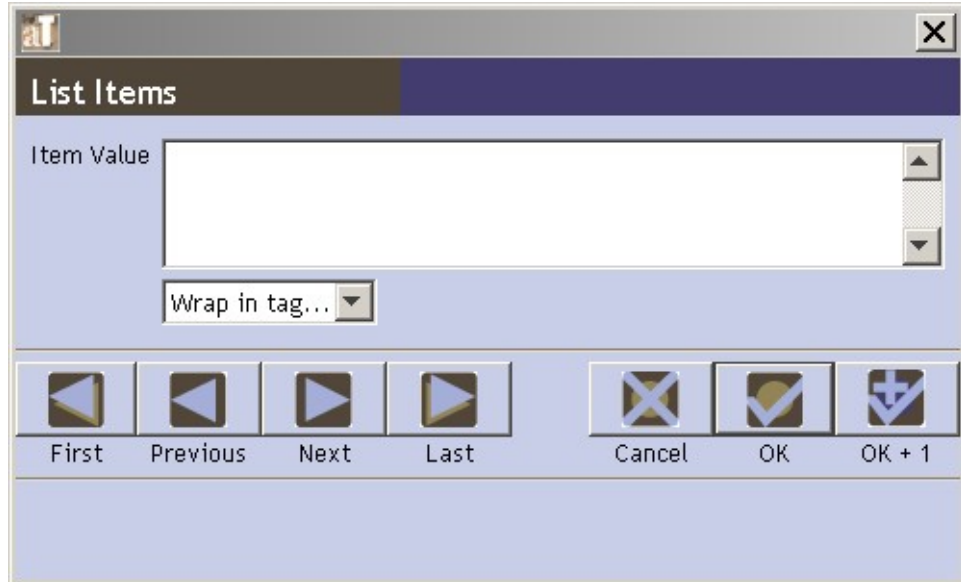 aT
List Items
Item Value
Wrap in tag...
First Previous Next Last Cancel OK OK + 1